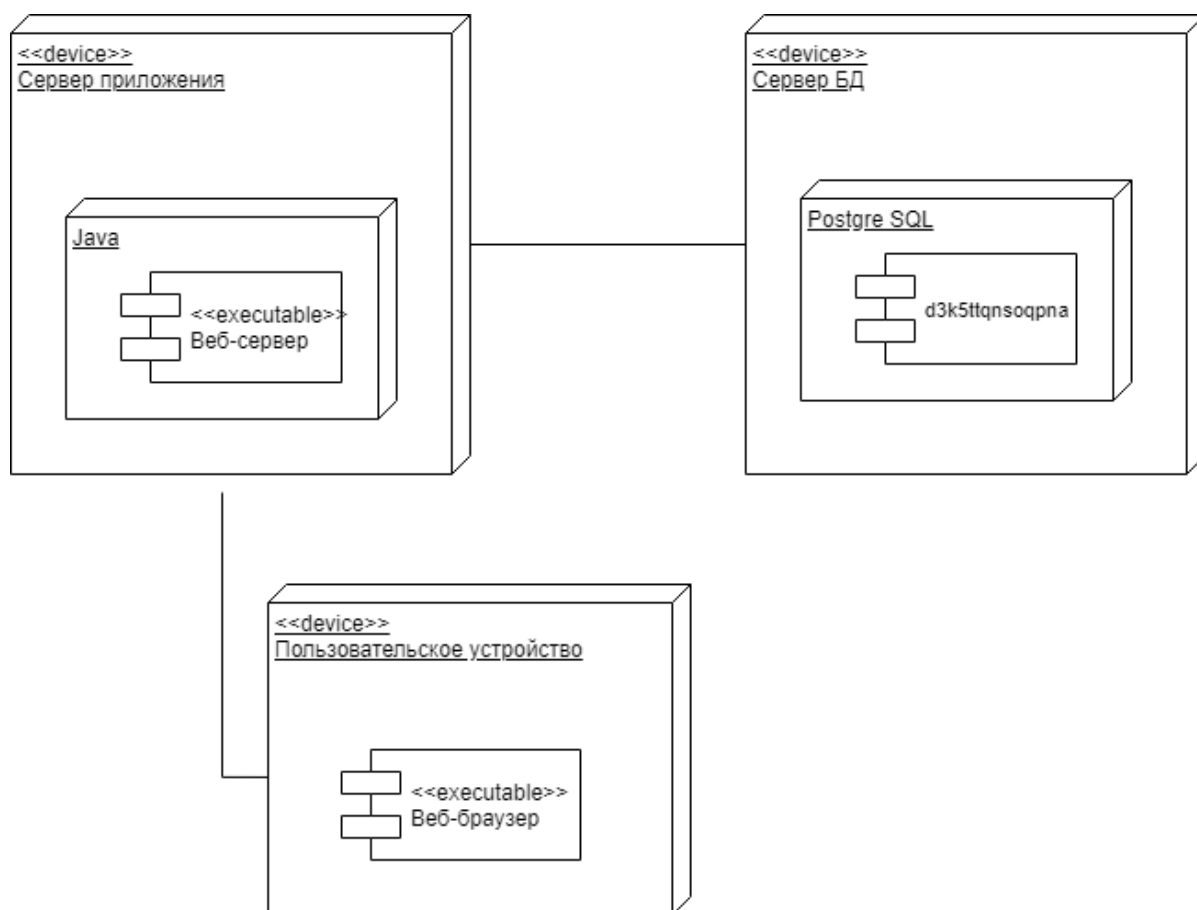 <<device>>
Сервер приложения
Java
<<executable>>
Веб-сервер
<<device>>
Сервер БД
Postgre SQL
d3k5ttqnsoqpna
<<device>>
Пользовательское устройство
<<executable>>
Веб-браузер